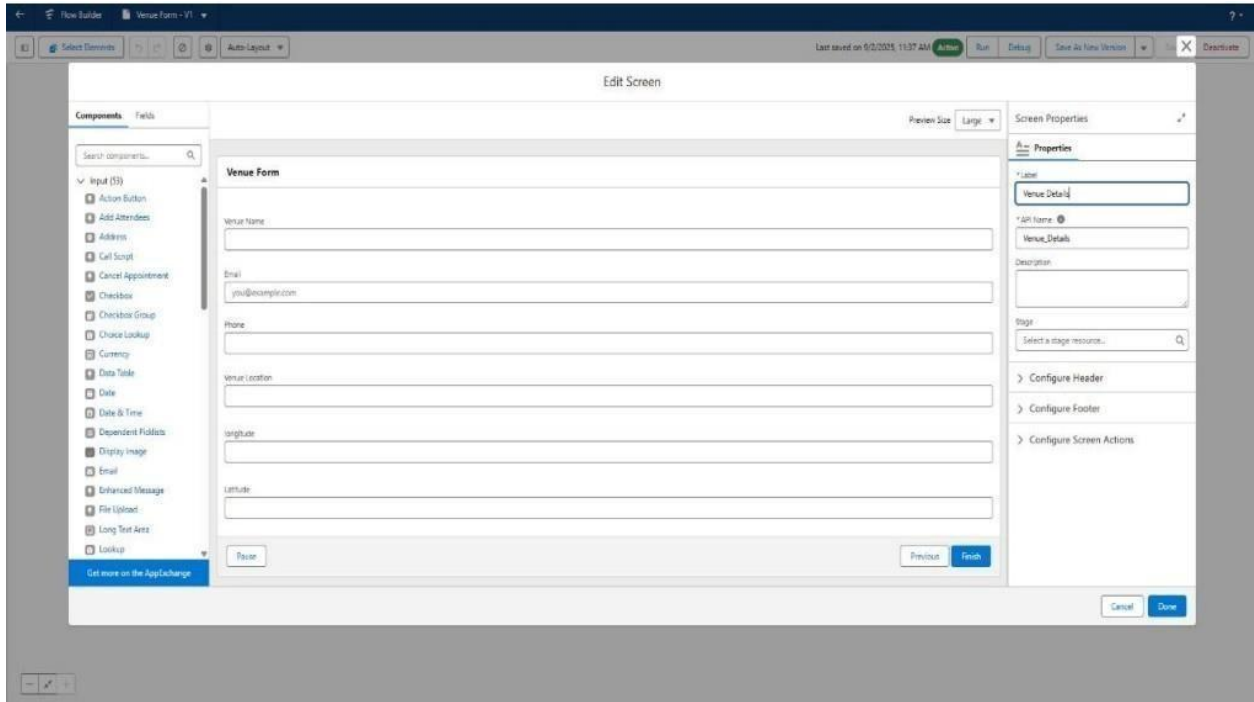 Flow Builder
Venue Form - V1
?
Select Elements
Auto-Layout
Last saved on 9/2/2025, 11:37 AM
Active
Run
Debug
Save As New Version
Deactivate
Edit Screen
Components
Fields
Search components...
Input (53)
Action Button
Add Attendees
Address
Call Script
Cancel Appointment
Checkbox
Checkbox Group
Choice Lookup
Currency
Data Table
Date
Date & Time
Dependent Picklists
Display Image
Email
Enhanced Message
File Upload
Long Text Area
Lookup
Get more on the AppExchange
Preview Size
Large
Venue Form
Venue Name
Email
you@example.com
Phone
Venue Location
longitude
Latitude
Pause
Previous
Finish
Screen Properties
Properties
* Label
Venue Details
* API Name
Venue_Details
Description
Stage
Select a stage resource...
Configure Header
Configure Footer
Configure Screen Actions
Cancel
Done